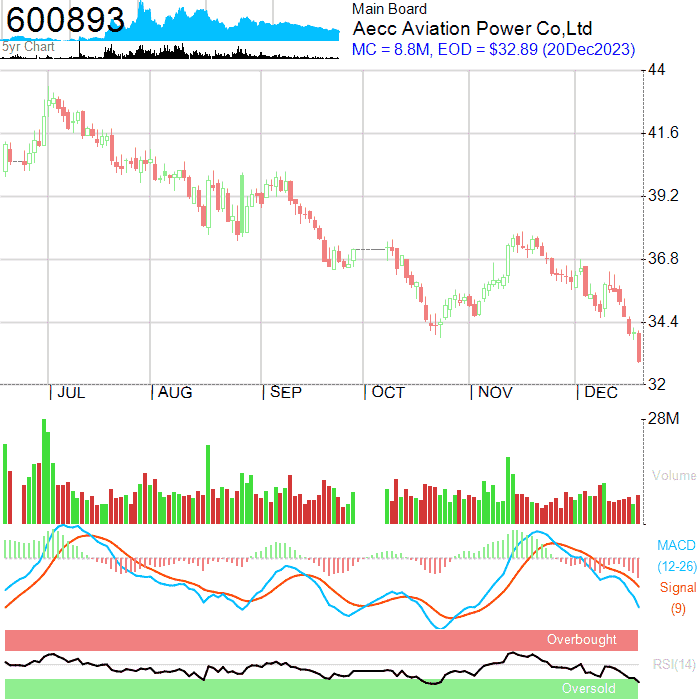 600893
5yr Chart
Main Board
Aecc Aviation Power Co,Ltd
MC = 8.8M, EOD = $32.89 (20Dec2023)
44
41.6
39.2
36.8
34.4
32
JUL AUG SEP OCT NOV DEC
28M
Volume
MACD
(12-26)
Signal
(9)
Overbought
RSI(14)
Oversold